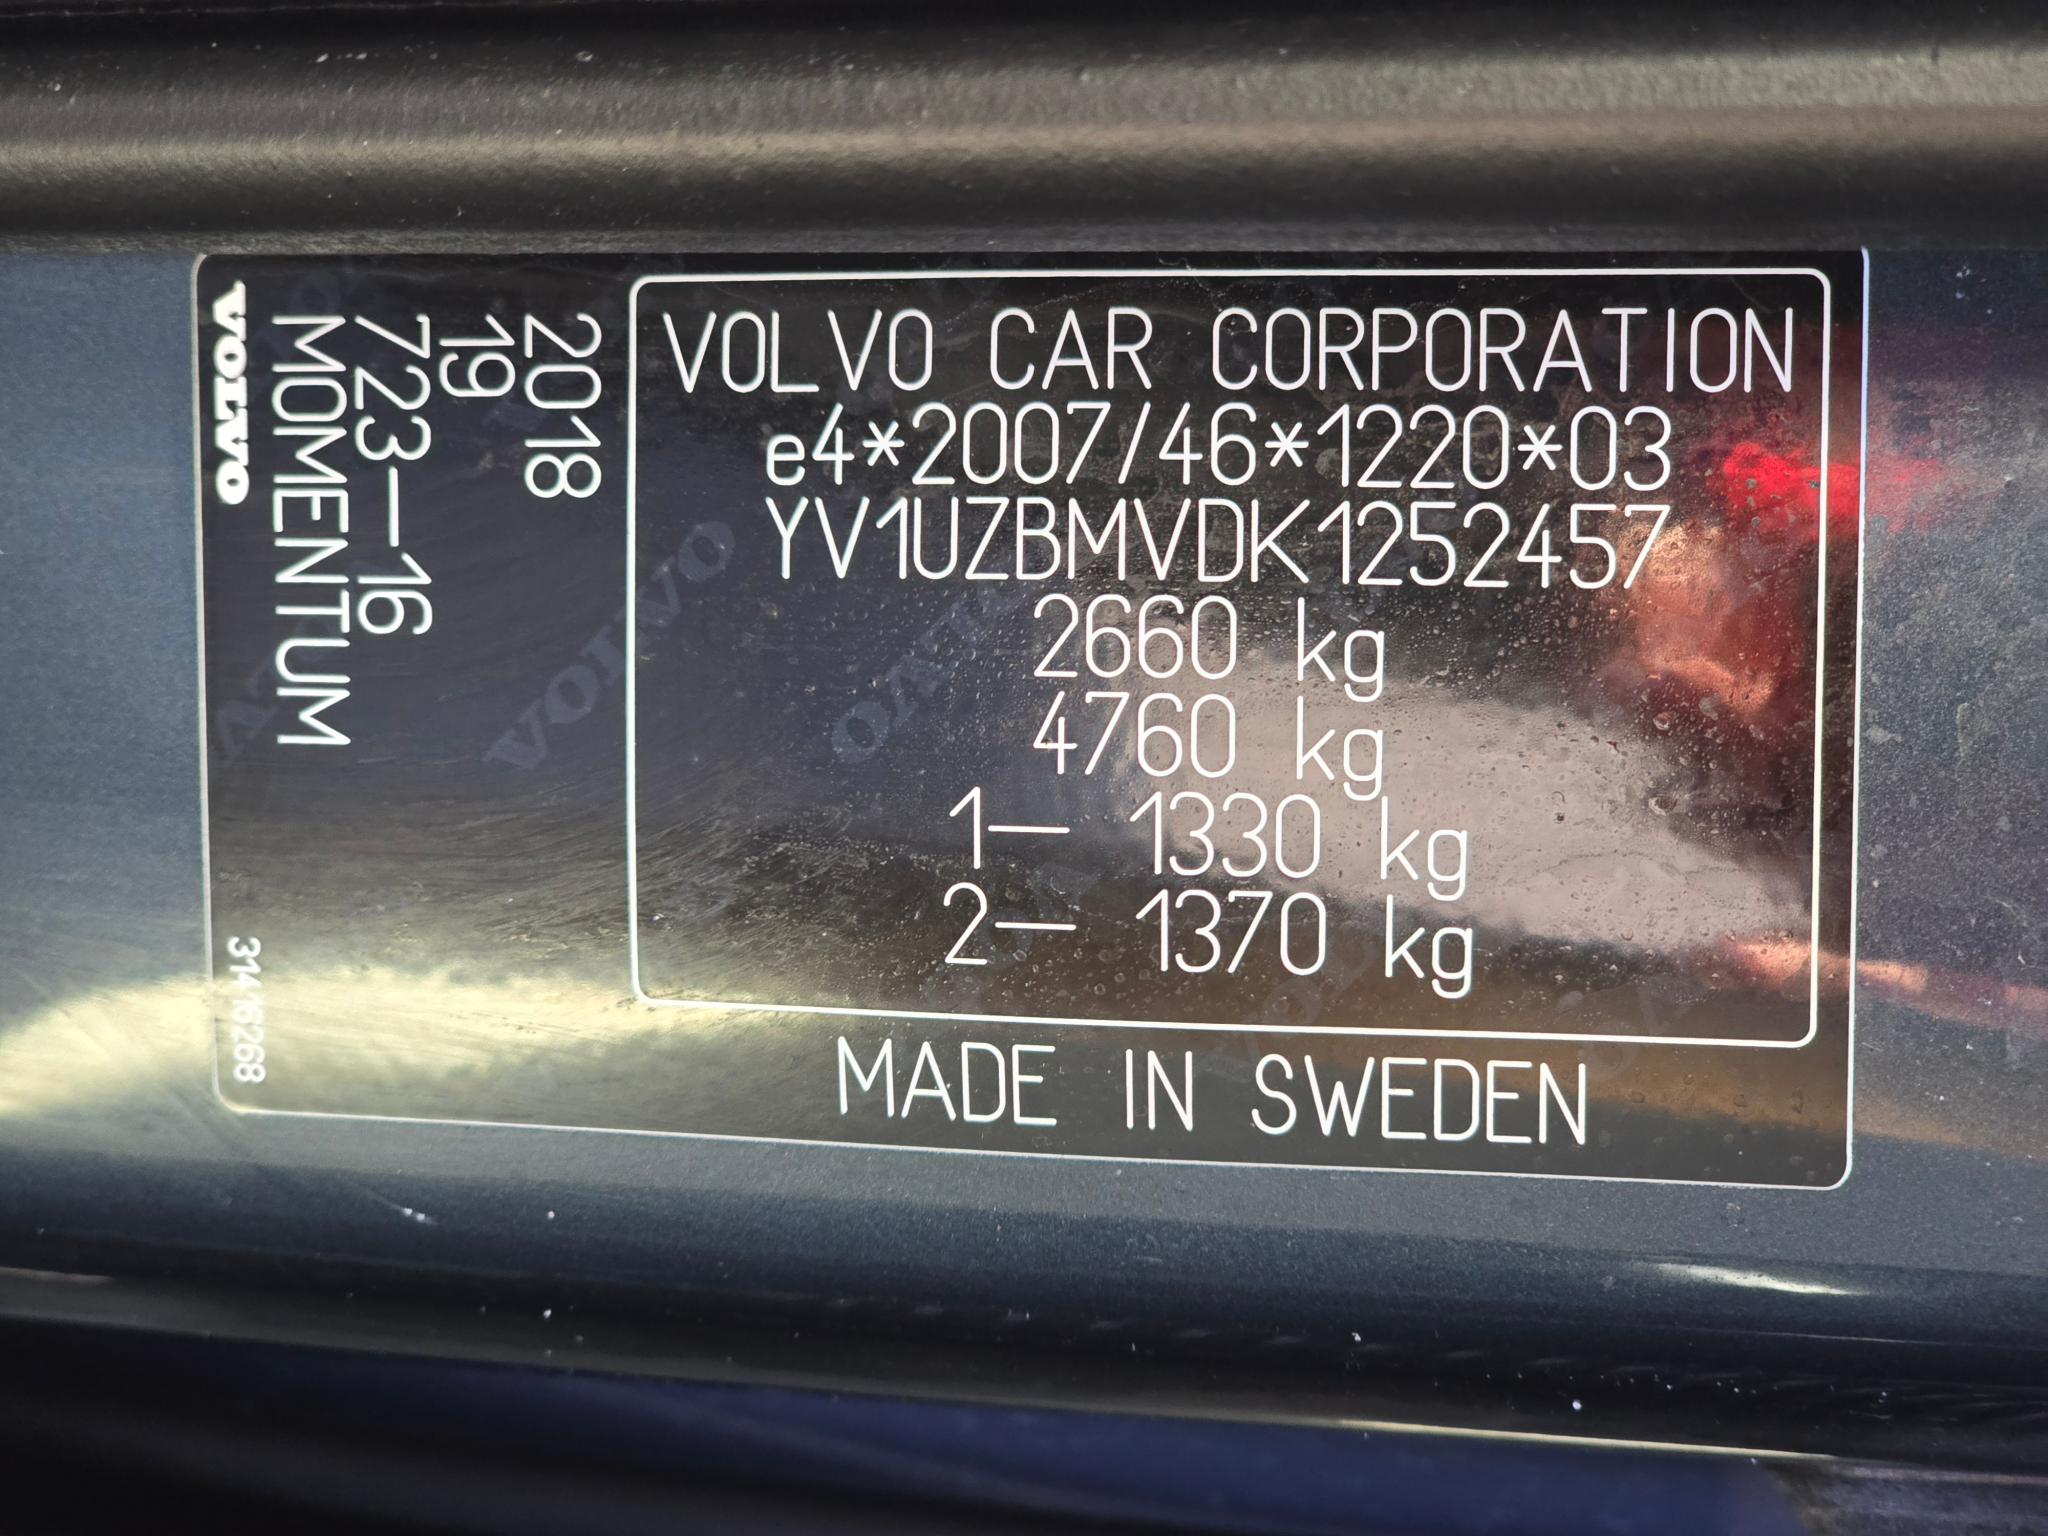 VOLVO CAR CORPORATION
e4*2007/46*1220*03
YV1UZBMVDK1252457
2660 kg
4760 kg
1— 1330 kg
2— 1370 kg
MADE IN SWEDEN
2018
19
723—16
MOMENTUM
VOLVO
31415268